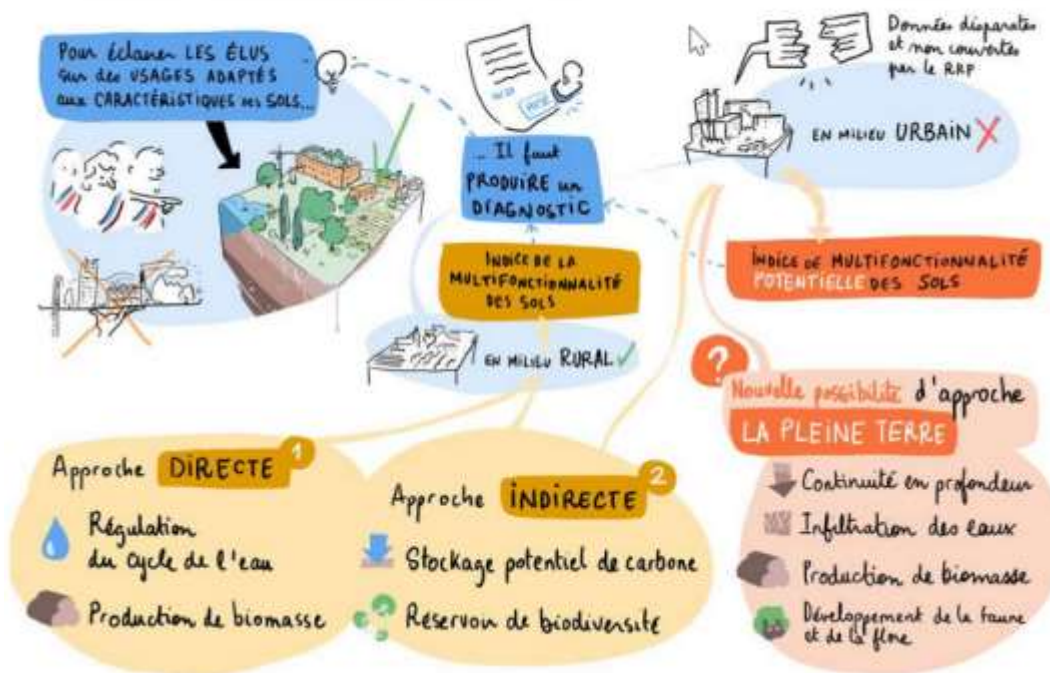 Pour éclairer LES ÉLUS
sur des USAGES ADAPTÉS
aux CARACTÉRISTIQUES des SOLS...
... Il faut
PRODUIRE un
DIAGNOSTIC
Données disparates
et non couvertes
par le RRP
EN MILIEU URBAIN
INDICE DE LA
MULTIFONCTIONNALITÉ
DES SOLS
EN MILIEU RURAL
INDICE DE MULTIFONCTIONNALITÉ
POTENTIELLE DES SOLS
?
Nouvelle possibilité d'approche
LA PLEINE TERRE
Continuité en profondeur
Infiltration des eaux
Production de biomasse
Développement de la faune
et de la flore
Approche DIRECTE 1
Régulation
du cycle de l'eau
Production de biomasse
Approche INDIRECTE 2
Stockage potentiel de carbone
Réservoir de biodiversité